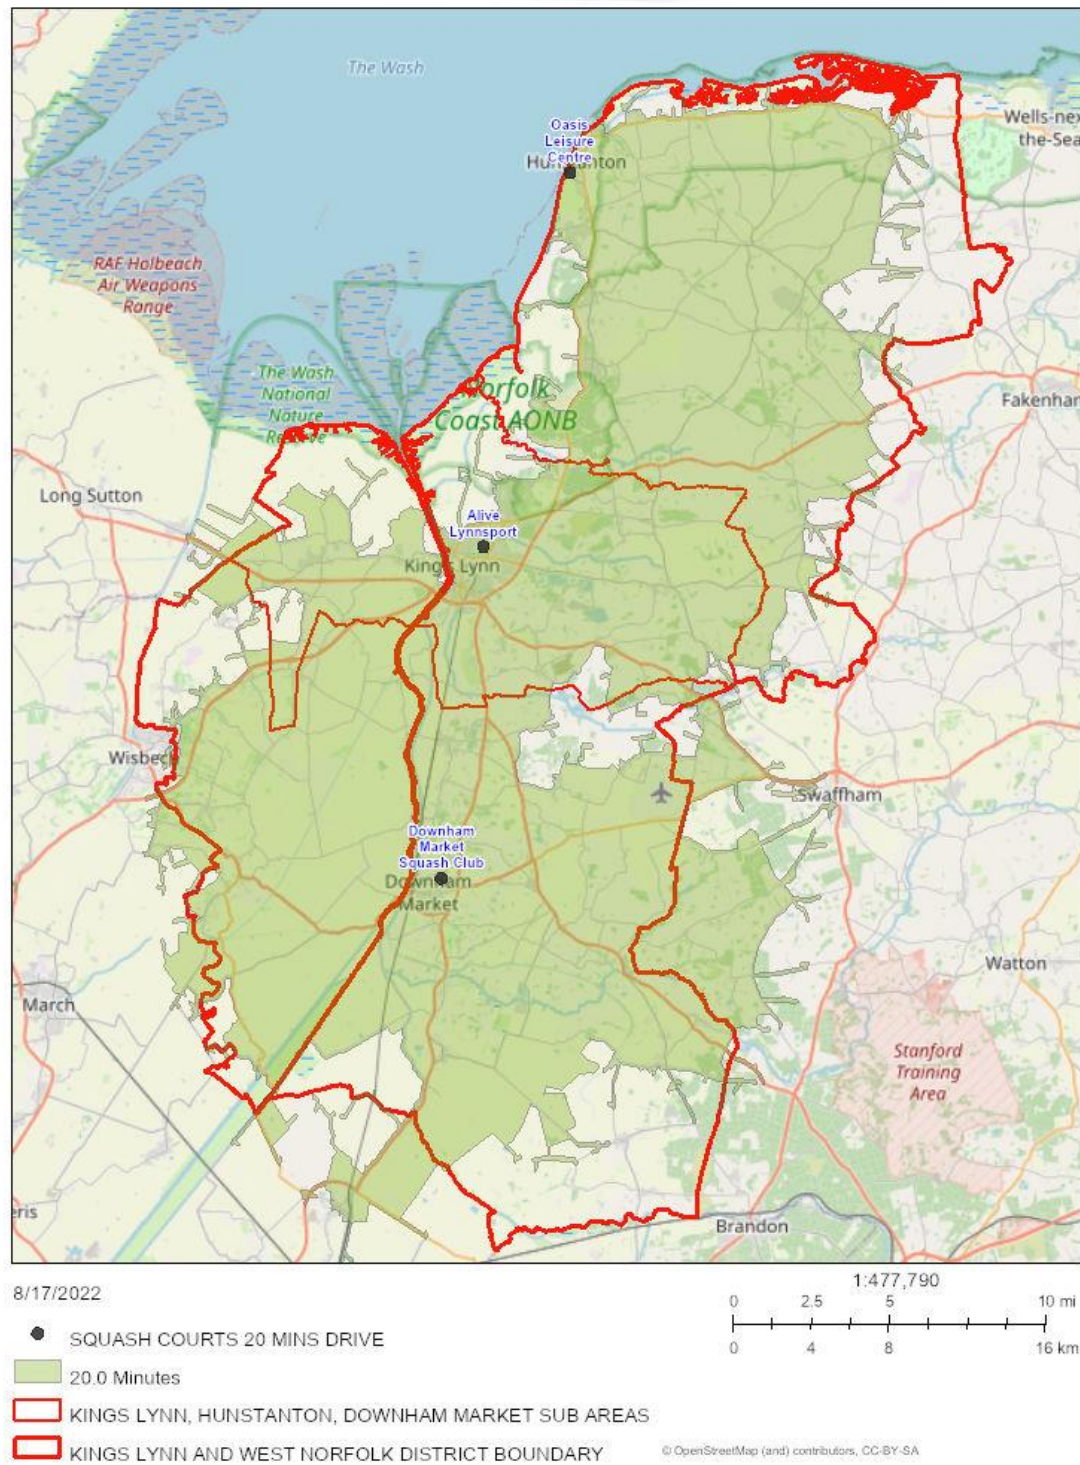 The Wash
Wells-nex
the-Sea
Oasis
Leisure
Centre
Hunstanton
RAF Holbeach
Air Weapons
Range
The Wash
National
Nature
Reserve
Norfolk
Coast AONB
Fakenham
Long Sutton
Alive
Lynnsport
King's Lynn
Wisbech
Swaffham
Downham
Market
Squash Club
Downham
Market
Watton
March
Stanford
Training
Area
eris
Brandon
8/17/2022
1:477,790
0 2.5 5 10 mi
0 4 8 16 km
SQUASH COURTS 20 MINS DRIVE
20.0 Minutes
KINGS LYNN, HUNSTANTON, DOWNHAM MARKET SUB AREAS
KINGS LYNN AND WEST NORFOLK DISTRICT BOUNDARY
© OpenStreetMap (and) contributors, CC-BY-SA